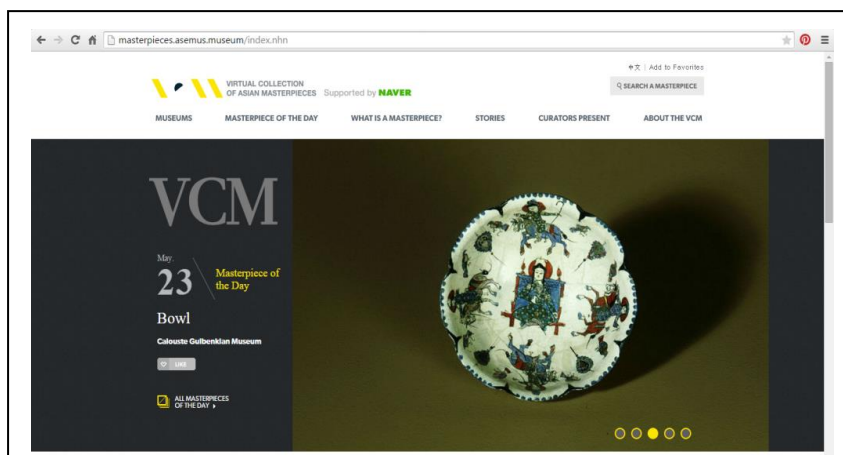 masterpieces.asemus.museum/index.nhn
中文 | Add to Favorites
VIRTUAL COLLECTION
OF ASIAN MASTERPIECES Supported by NAVER
SEARCH A MASTERPIECE
MUSEUMS MASTERPIECE OF THE DAY WHAT IS A MASTERPIECE? STORIES CURATORS PRESENT ABOUT THE VCM
VCM
May.
23
Masterpiece of
the Day
Bowl
Calouste Gulbenkian Museum
LIKE
ALL MASTERPIECES
OF THE DAY